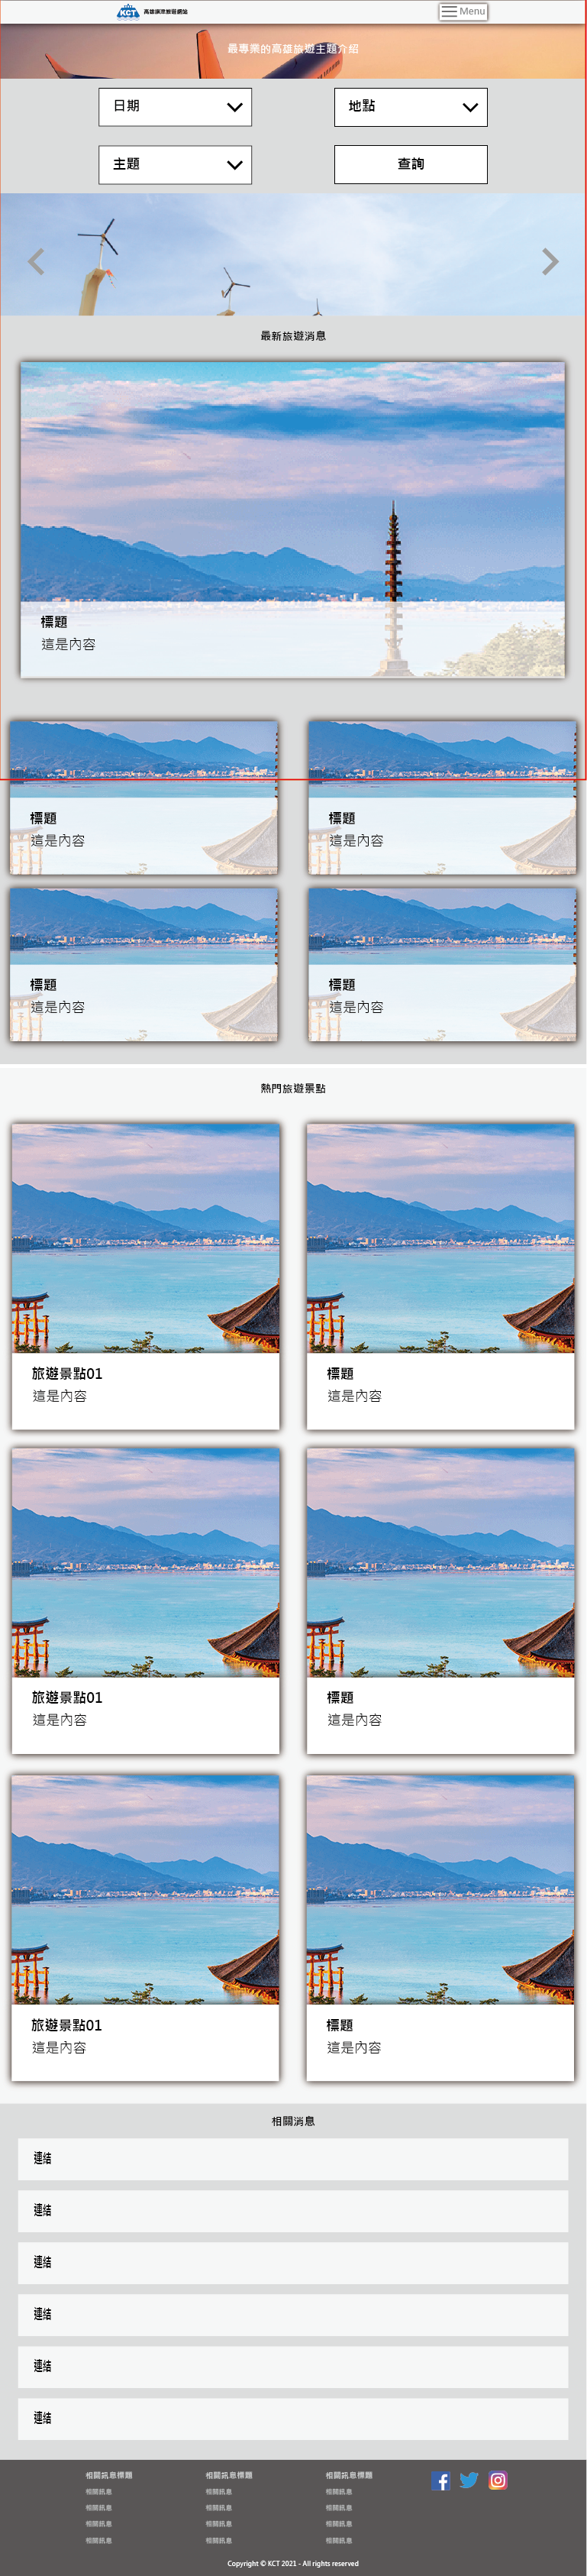 KCT 高雄深度旅遊網站
Menu
最專業的高雄旅遊主題介紹
日期
地點
主題
查詢
最新旅遊消息
標題
這是內容
標題
這是內容
標題
這是內容
標題
這是內容
標題
這是內容
熱門旅遊景點
旅遊景點01
這是內容
標題
這是內容
旅遊景點01
這是內容
標題
這是內容
旅遊景點01
這是內容
標題
這是內容
相關消息
連結
連結
連結
連結
連結
連結
相關訊息標題
相關訊息
相關訊息
相關訊息
相關訊息
相關訊息標題
相關訊息
相關訊息
相關訊息
相關訊息
相關訊息標題
相關訊息
相關訊息
相關訊息
相關訊息
Copyright © KCT 2021 - All rights reserved